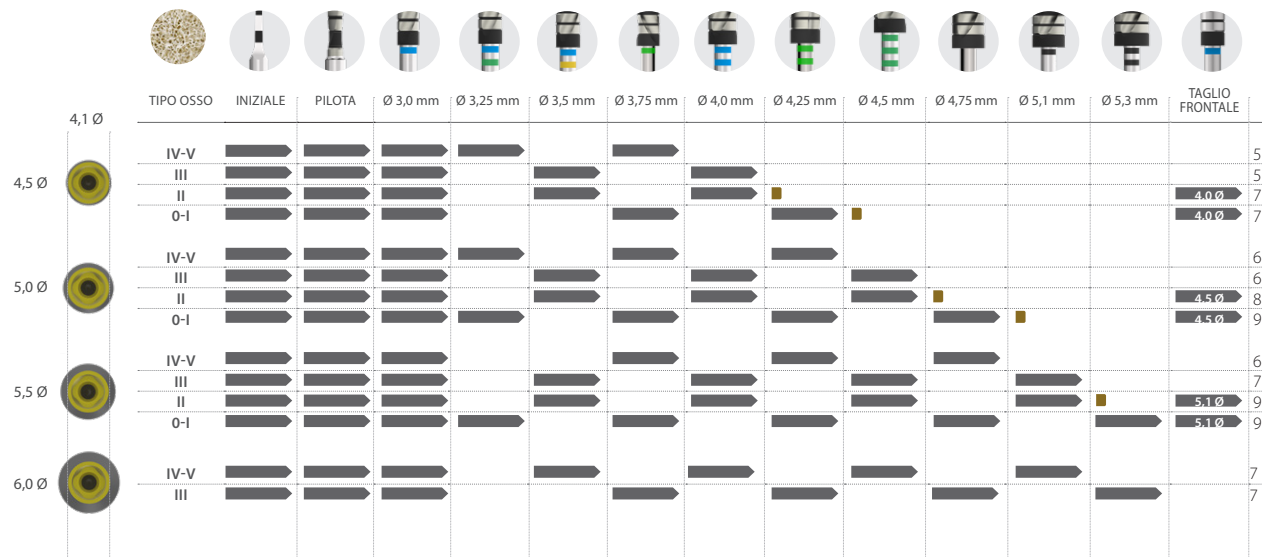 TIPO OSSO INIZIALE PILOTA Ø 3,0 mm Ø 3,25 mm Ø 3,5 mm Ø 3,75 mm Ø 4,0 mm Ø 4,25 mm Ø 4,5 mm Ø 4,75 mm Ø 5,1 mm Ø 5,3 mm TAGLIO
FRONTALE
4,1 Ø
IV-V 5
III 5
4,5 Ø
II 4.0 Ø 7
0-I 4.0 Ø 7
IV-V 6
III 6
5,0 Ø
II 4.5 Ø 8
0-I 4.5 Ø 9
IV-V 6
III 7
5,5 Ø
II 5.1 Ø 9
0-I 5.1 Ø 9
IV-V 7
6,0 Ø
III 7